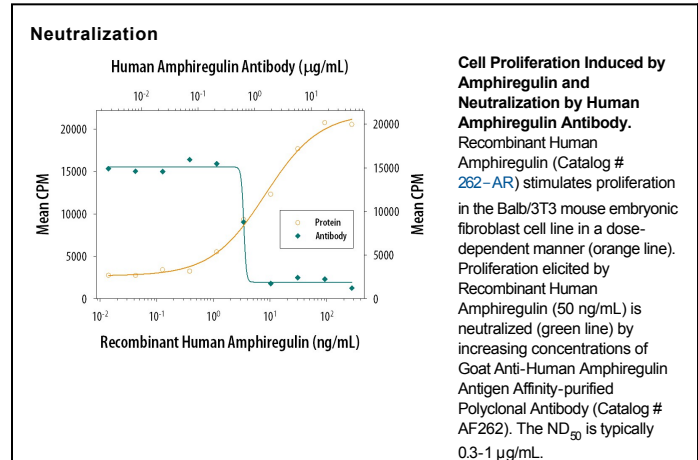 Neutralization
Human Amphiregulin Antibody (µg/mL)
10⁻² 10⁻¹ 10⁰ 10¹
20000 20000
15000 15000
10000 10000
5000 5000
0 0
Mean CPM
Mean CPM
Protein
Antibody
10⁻² 10⁻¹ 10⁰ 10¹ 10²
Recombinant Human Amphiregulin (ng/mL)
Cell Proliferation Induced by
Amphiregulin and
Neutralization by Human
Amphiregulin Antibody.
Recombinant Human
Amphiregulin (Catalog #
262-AR) stimulates proliferation
in the Balb/3T3 mouse embryonic
fibroblast cell line in a dose-
dependent manner (orange line).
Proliferation elicited by
Recombinant Human
Amphiregulin (50 ng/mL) is
neutralized (green line) by
increasing concentrations of
Goat Anti-Human Amphiregulin
Antigen Affinity-purified
Polyclonal Antibody (Catalog #
AF262). The ND₅₀ is typically
0.3-1 µg/mL.